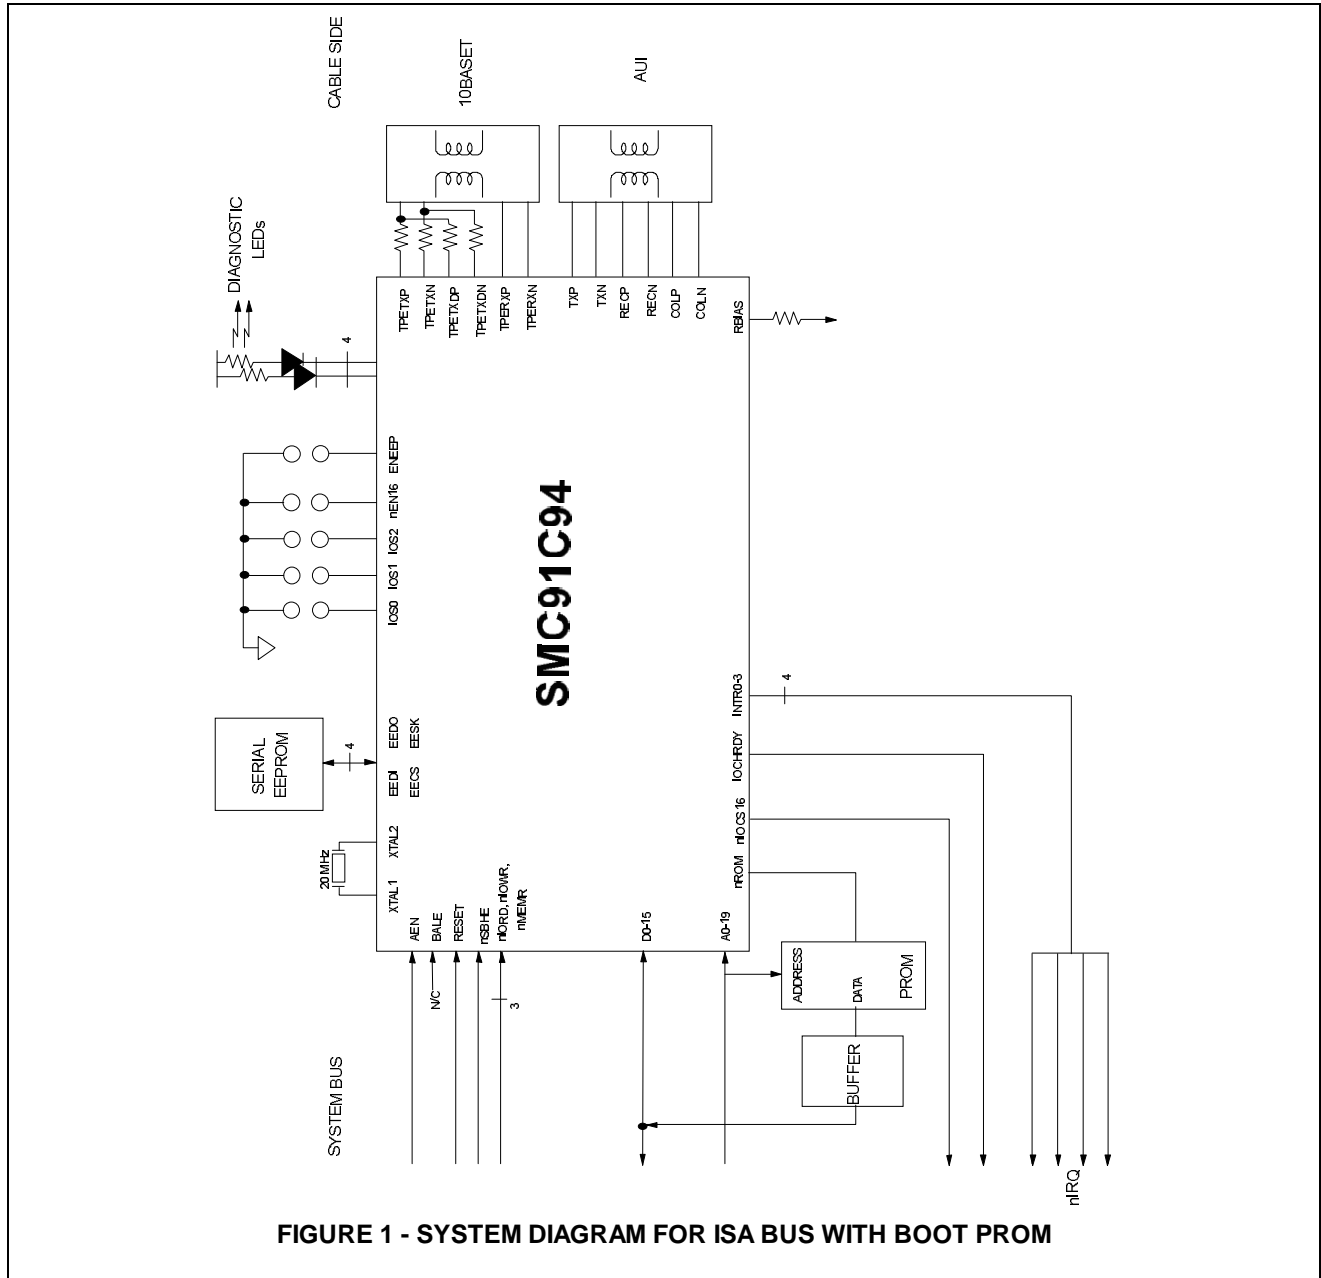 CABLE SIDE
10BASET
AUI
DIAGNOSTIC
LEDs
4
TPETXP
TPETXN
TPETXDP
TPETXDN
TPERXP
TPERXN
TXP
TXN
RECP
RECN
COLP
COLN
RBIAS
ENEEP
nEN16
IOS2
IOS1
IOS0
SMC91C94
SERIAL
EEPROM
4
EEDO
EESK
EEDI
EECS
20 MHz
XTAL2
XTAL1
INTR0-3
4
IOCHRDY
nIOCS16
nROM
AEN
BALE
RESET
nSBHE
nIORD, nIOWR,
nMEMR
D0-15
A0-19
N/C
3
ADDRESS
DATA
PROM
BUFFER
SYSTEM BUS
nIRQ
FIGURE 1 - SYSTEM DIAGRAM FOR ISA BUS WITH BOOT PROM